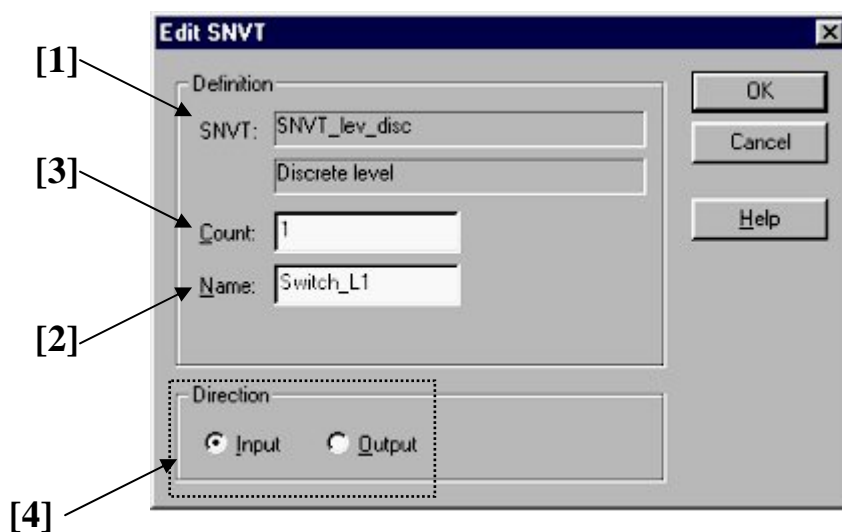 Edit SNVT
[1]
Definition
OK
SNVT: SNVT_lev_disc
Cancel
Discrete level
[3]
Help
Count: 1
Name: Switch_L1
[2]
Direction
Input Output
[4]